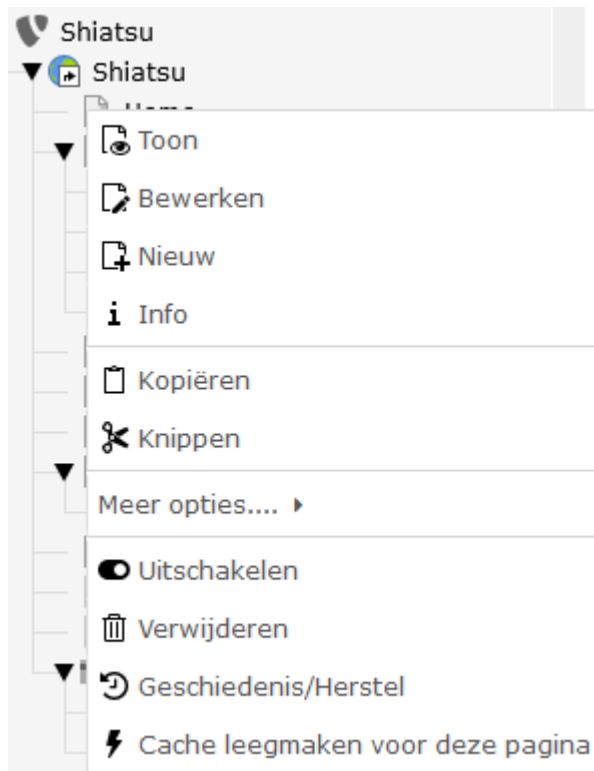 Shiatsu
Shiatsu
Home
Toon
Bewerken
Nieuw
Info
Kopiëren
Knippen
Meer opties....
Uitschakelen
Verwijderen
Geschiedenis/Herstel
Cache leegmaken voor deze pagina